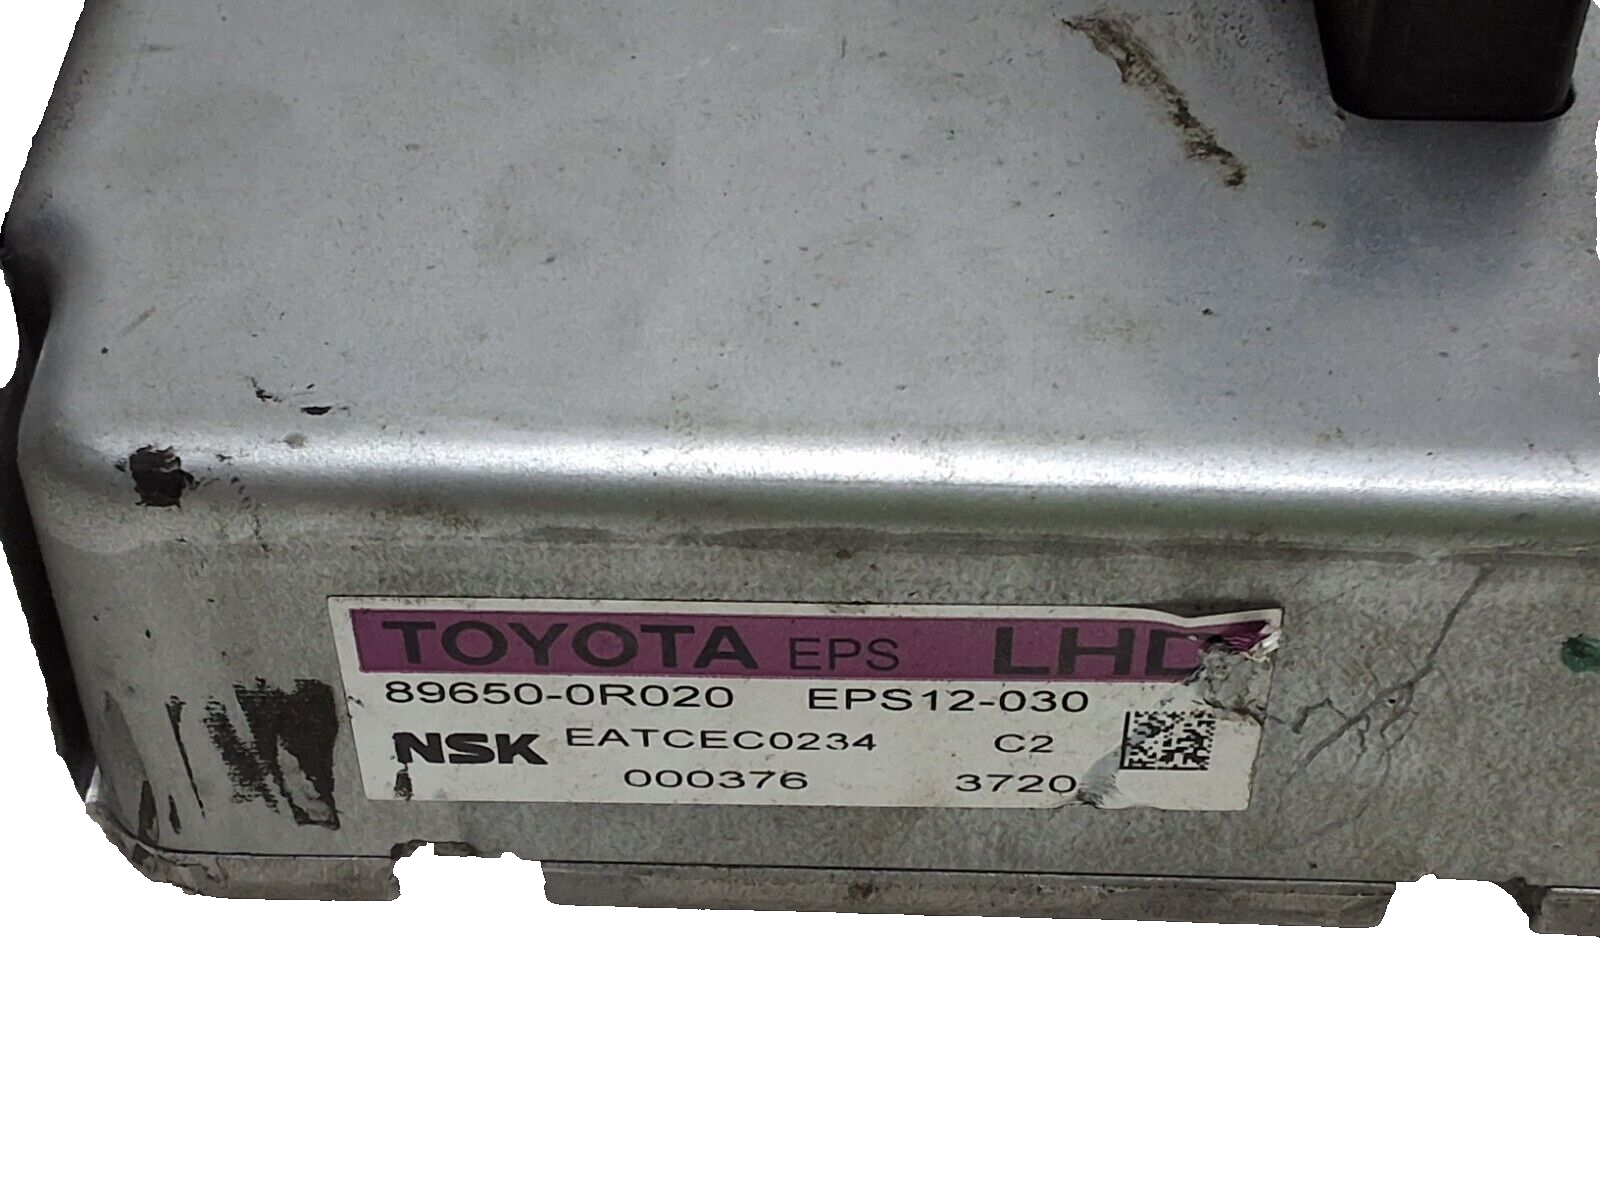 TOYOTA EPS LHD
89650-0R020 EPS12-030
NSK EATCEC0234 C2
000376 3720